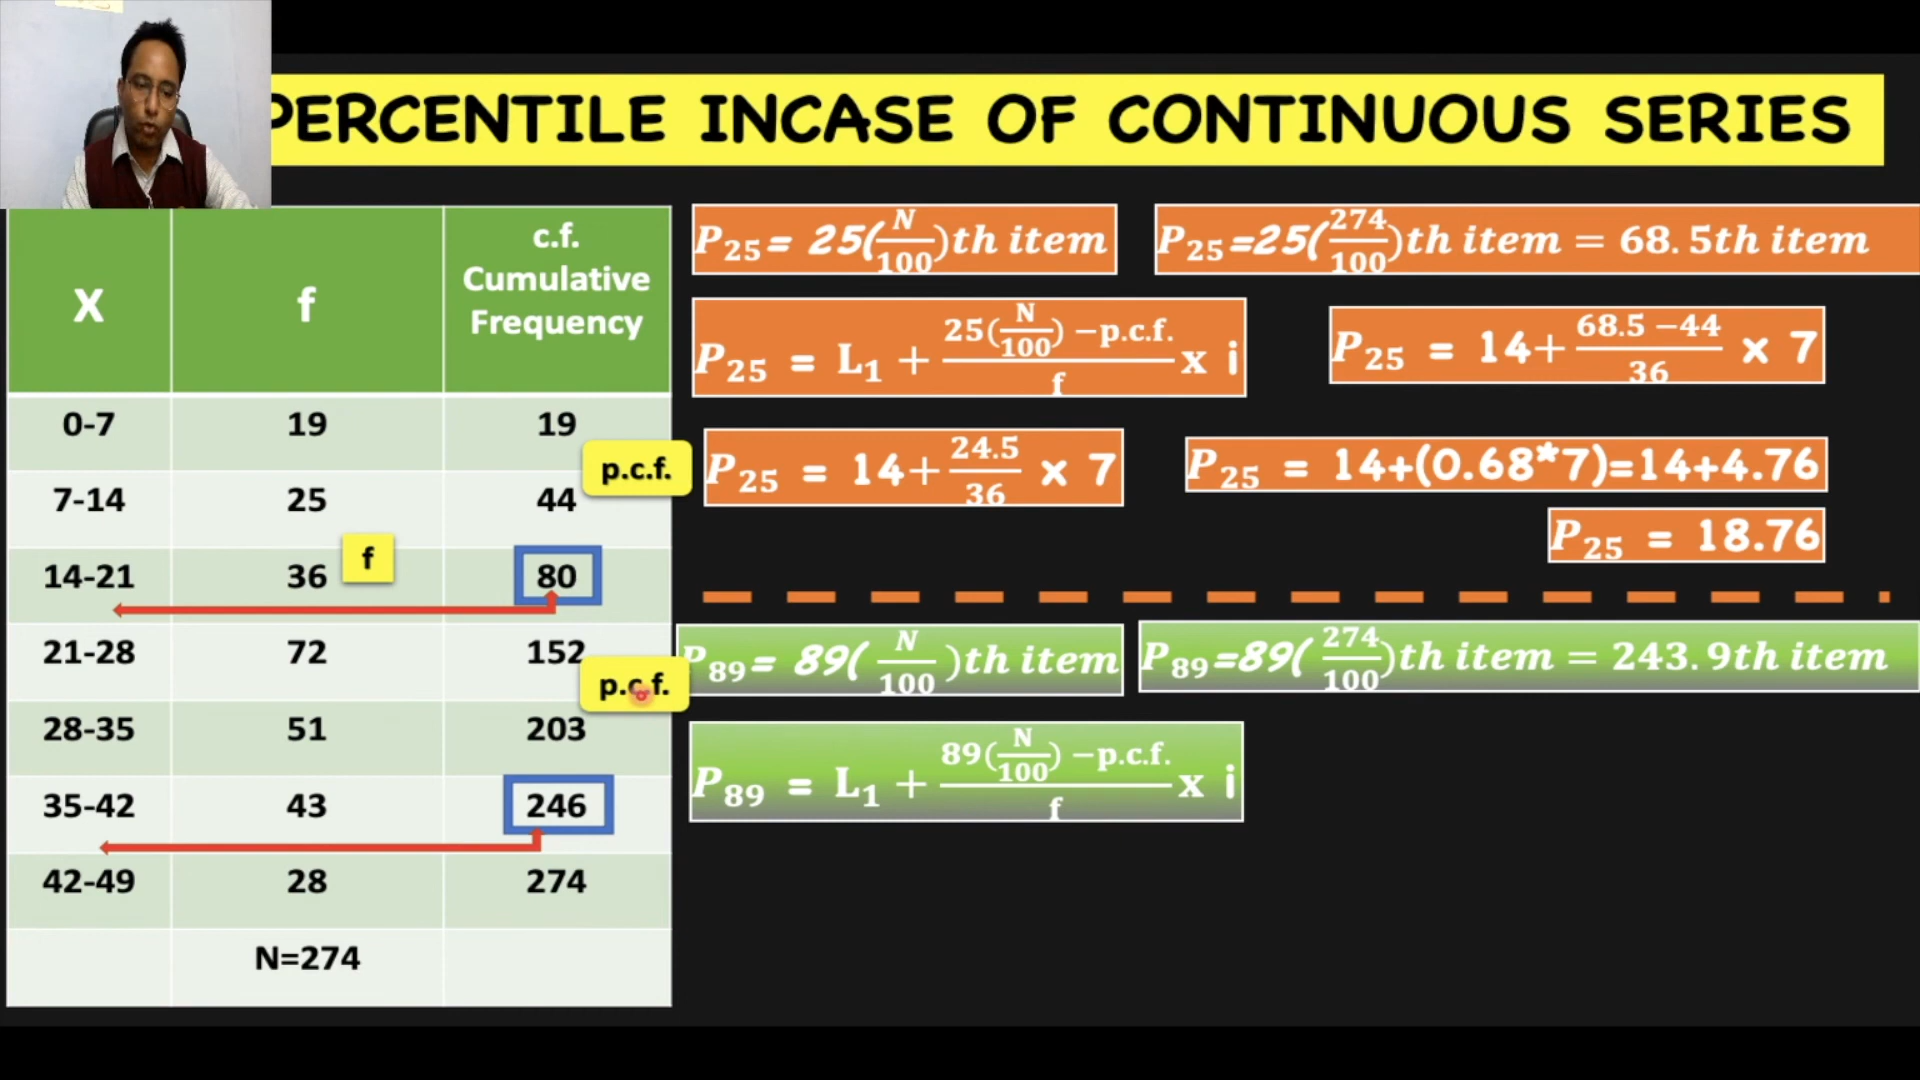 PERCENTILE INCASE OF CONTINUOUS SERIES
X f c.f. Cumulative Frequency
0-7 19 19
7-14 25 44
14-21 36 80
21-28 72 152
28-35 51 203
35-42 43 246
42-49 28 274
N=274
p.c.f.
f
p.c.f.
P25 = 25(N/100)th item
P25 =25(274/100)th item = 68.5th item
P25 = L1 + (25(N/100) −p.c.f.)/f x i
P25 = 14+ (68.5 −44)/36 x 7
P25 = 14+ 24.5/36 x 7
P25 = 14+(0.68*7)=14+4.76
P25 = 18.76
P89 = 89( N/100 )th item
P89 =89( 274/100)th item = 243.9th item
P89 = L1 + (89(N/100) −p.c.f.)/f x i